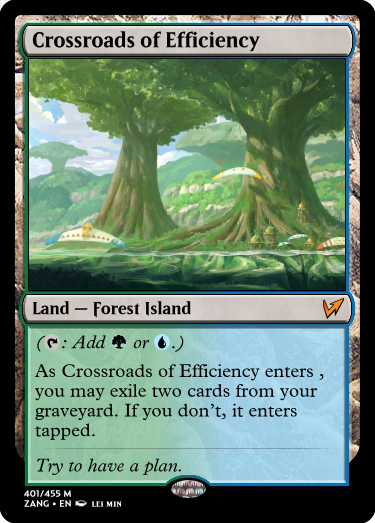 Crossroads of Efficiency
Land — Forest Island
(: Add or .)
As Crossroads of Efficiency enters ,
you may exile two cards from your
graveyard. If you don't, it enters
tapped.
Try to have a plan.
401/455 M
ZANG • EN LEI MIN